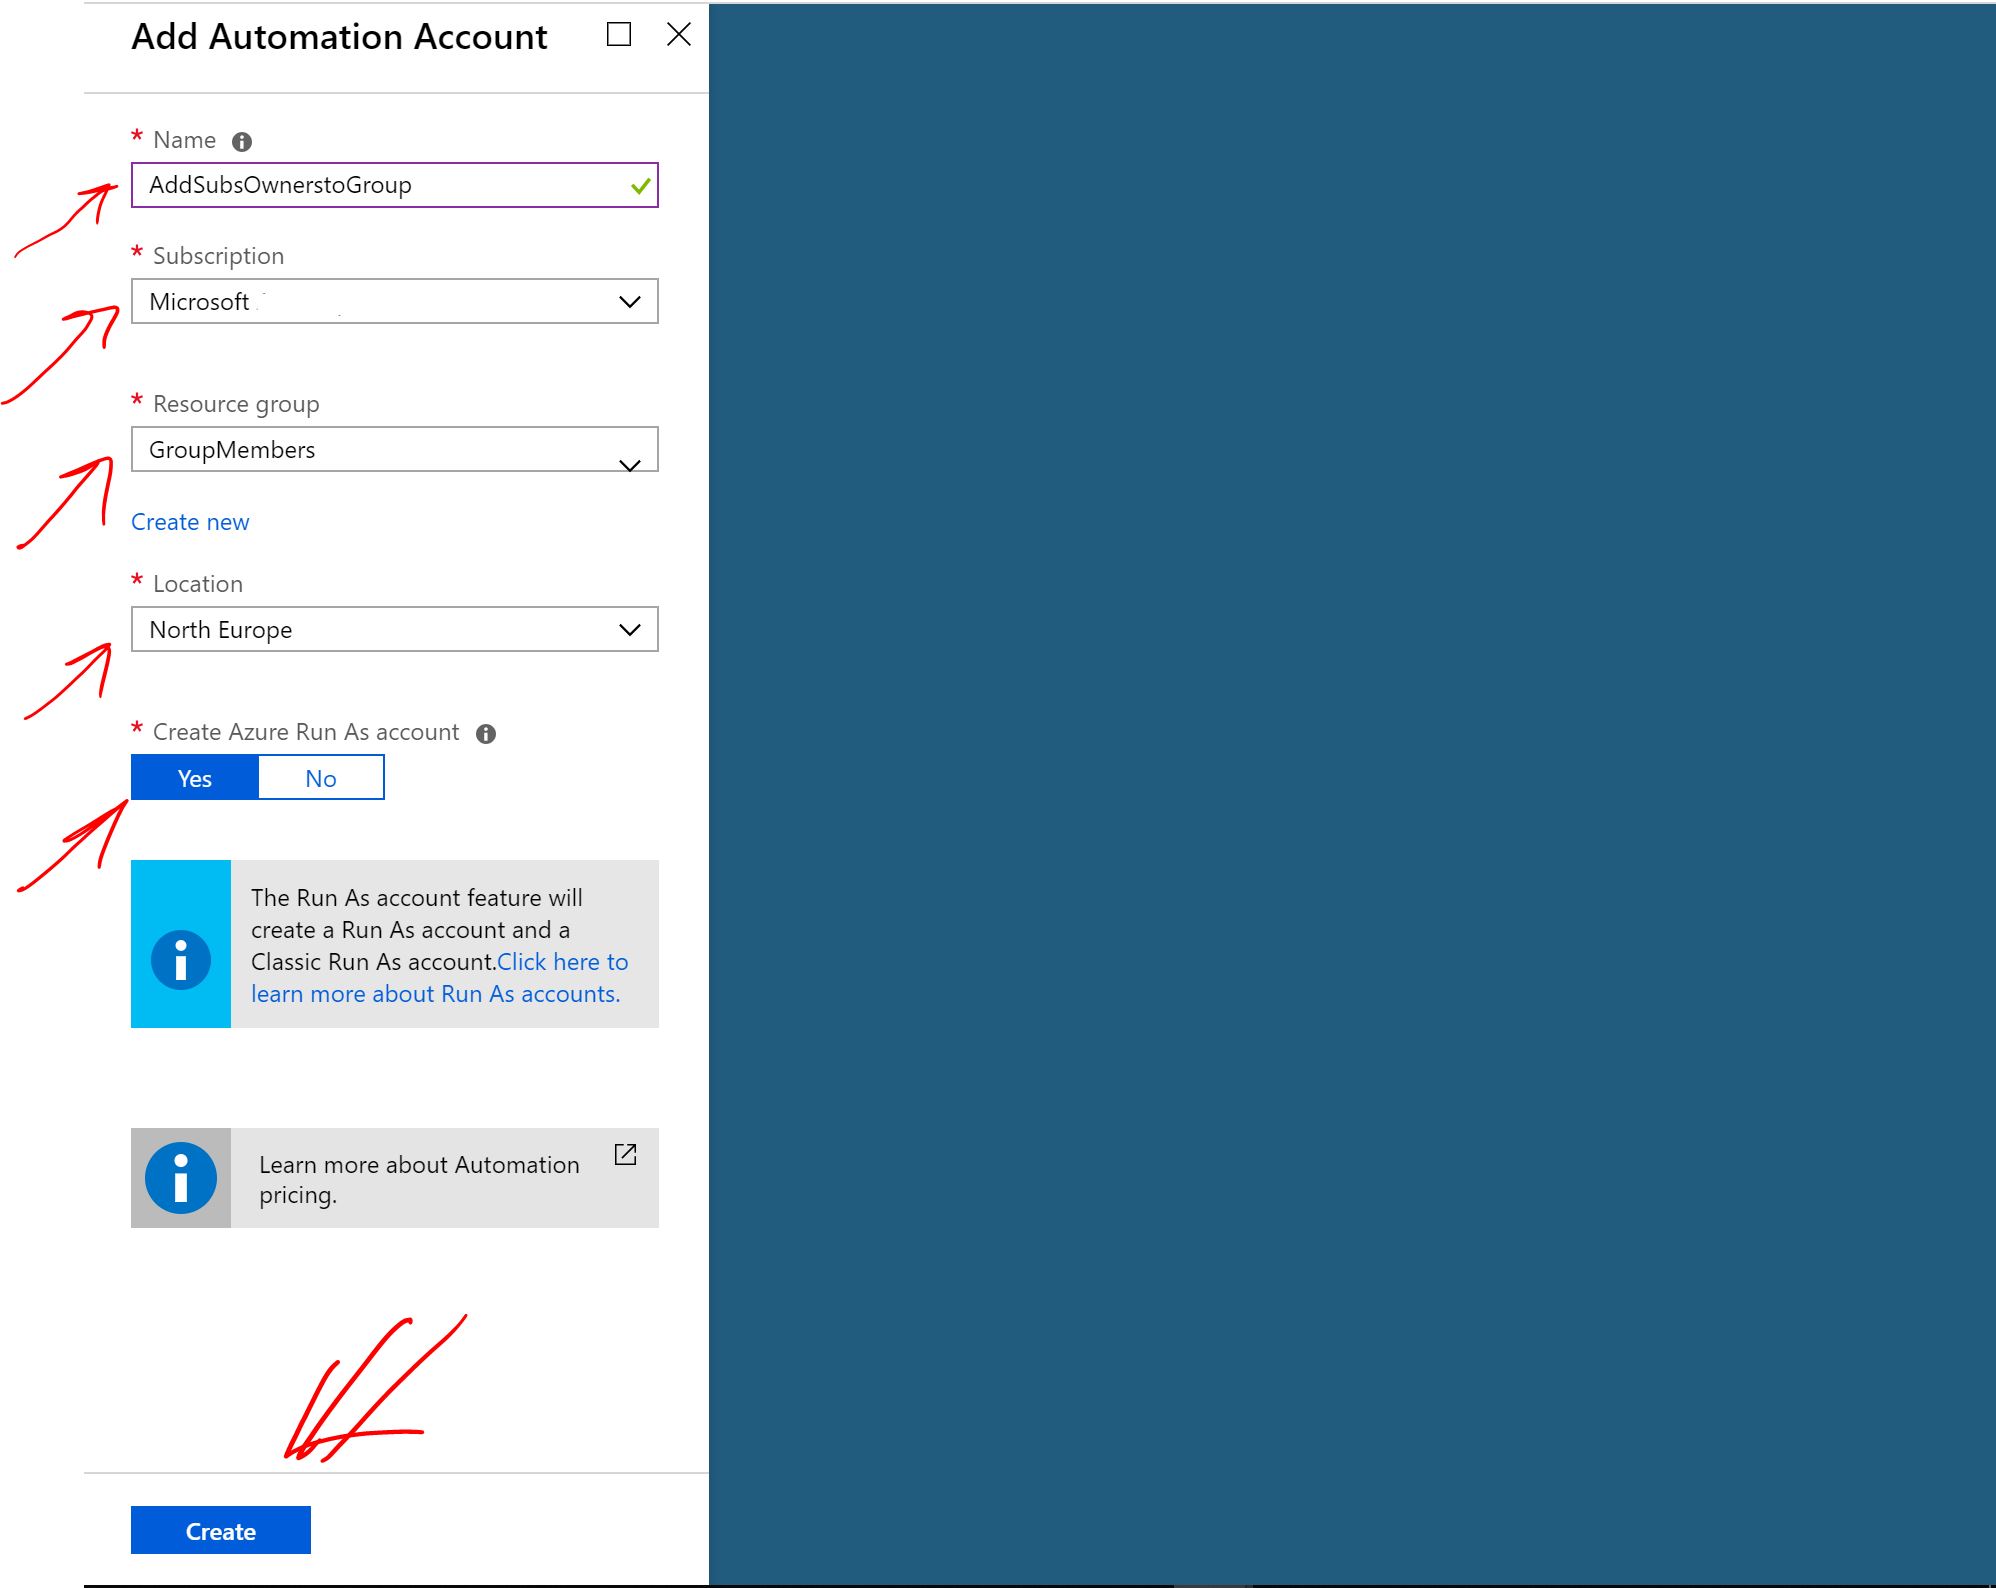 Add Automation Account
* Name
AddSubsOwnerstoGroup
* Subscription
Microsoft
* Resource group
GroupMembers
Create new
* Location
North Europe
* Create Azure Run As account
Yes No
The Run As account feature will
create a Run As account and a
Classic Run As account.Click here to
learn more about Run As accounts.
Learn more about Automation
pricing.
Create